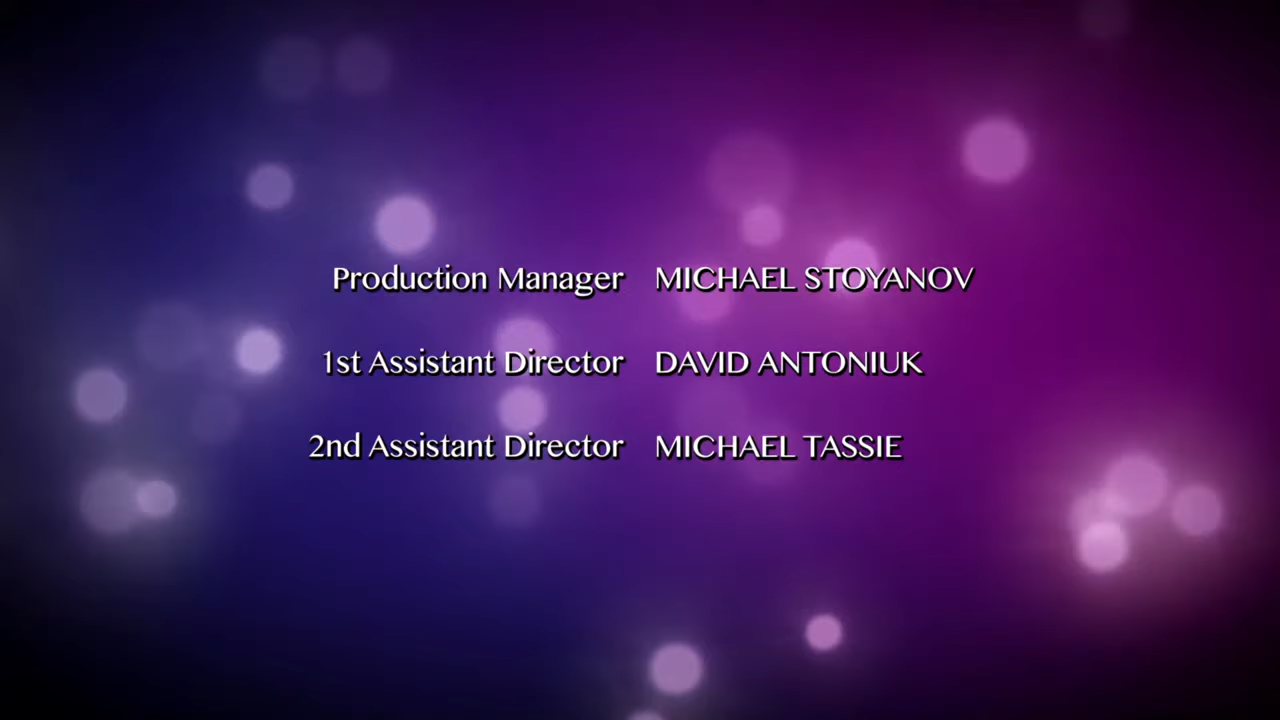 Production Manager MICHAEL STOYANOV
1st Assistant Director DAVID ANTONIUK
2nd Assistant Director MICHAEL TASSIE